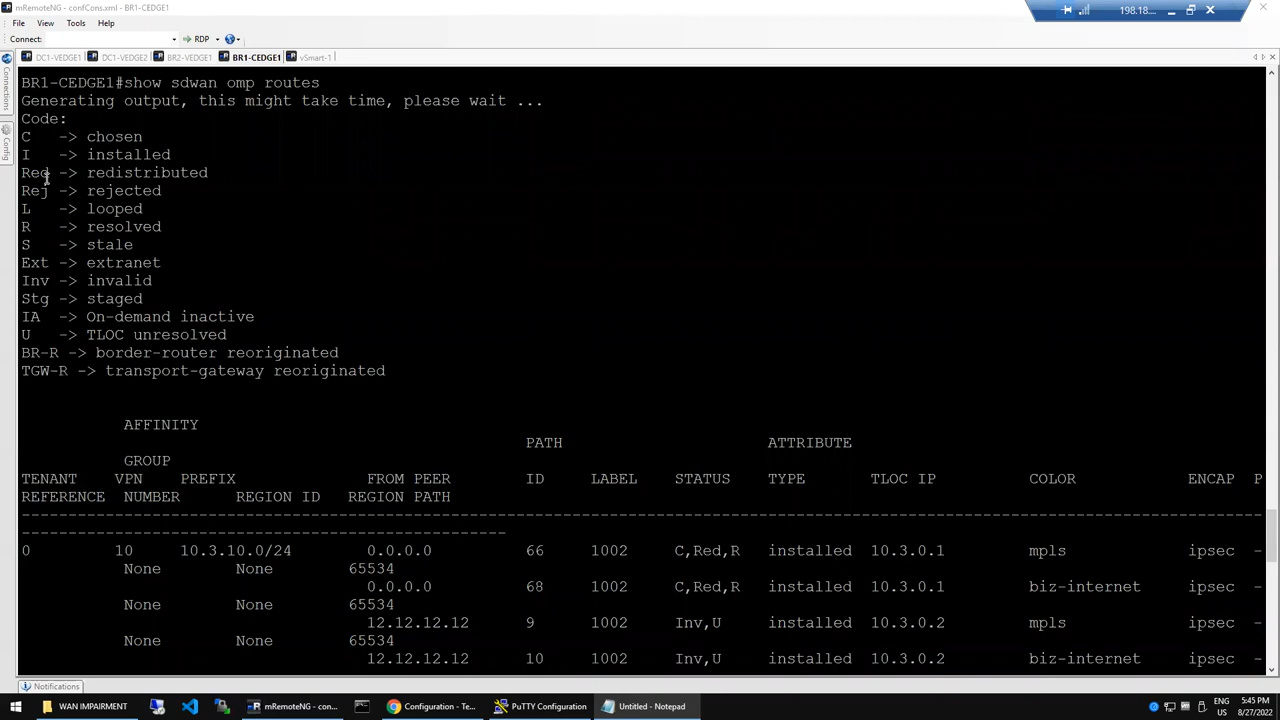 mRemoteNG - confCons.xml - BR1-CEDGE1
198.18....
File View Tools Help
Connect: RDP
DC1-VEDGE1 DC1-VEDGE2 BR2-VEDGE1 BR1-CEDGE1 vSmart-1
Connections
Config
BR1-CEDGE1#show sdwan omp routes
Generating output, this might take time, please wait ...
Code:
C -> chosen
I -> installed
Red -> redistributed
Rej -> rejected
L -> looped
R -> resolved
S -> stale
Ext -> extranet
Inv -> invalid
Stg -> staged
IA -> On-demand inactive
U -> TLOC unresolved
BR-R -> border-router reoriginated
TGW-R -> transport-gateway reoriginated
AFFINITY
PATH ATTRIBUTE
GROUP
TENANT VPN PREFIX FROM PEER ID LABEL STATUS TYPE TLOC IP COLOR ENCAP P
REFERENCE NUMBER REGION ID REGION PATH
--------------------------------------------------------------------------------------------------------------------------------------
----------------------------------------------------
0 10 10.3.10.0/24 0.0.0.0 66 1002 C,Red,R installed 10.3.0.1 mpls ipsec -
None None 65534
0.0.0.0 68 1002 C,Red,R installed 10.3.0.1 biz-internet ipsec -
None None 65534
12.12.12.12 9 1002 Inv,U installed 10.3.0.2 mpls ipsec -
None None 65534
12.12.12.12 10 1002 Inv,U installed 10.3.0.2 biz-internet ipsec -
Notifications
WAN IMPAIRMENT mRemoteNG - con... Configuration - Te... PuTTY Configuration Untitled - Notepad
ENG 5:45 PM
US 8/27/2022